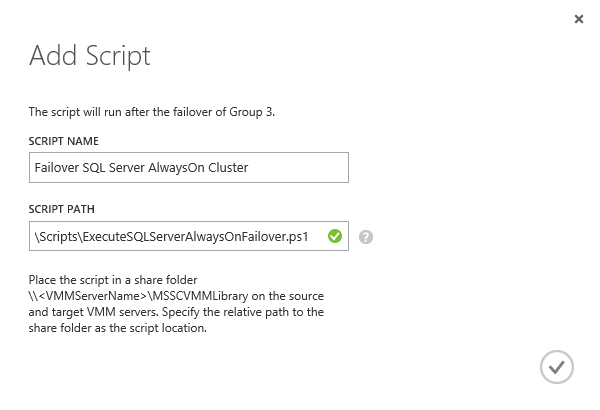 Add Script
The script will run after the failover of Group 3.
SCRIPT NAME
Failover SQL Server AlwaysOn Cluster
SCRIPT PATH
\Scripts\ExecuteSQLServerAlwaysOnFailover.ps1
Place the script in a share folder
\\<VMMServerName>\MSSCVMMLibrary on the source
and target VMM servers. Specify the relative path to the
share folder as the script location.